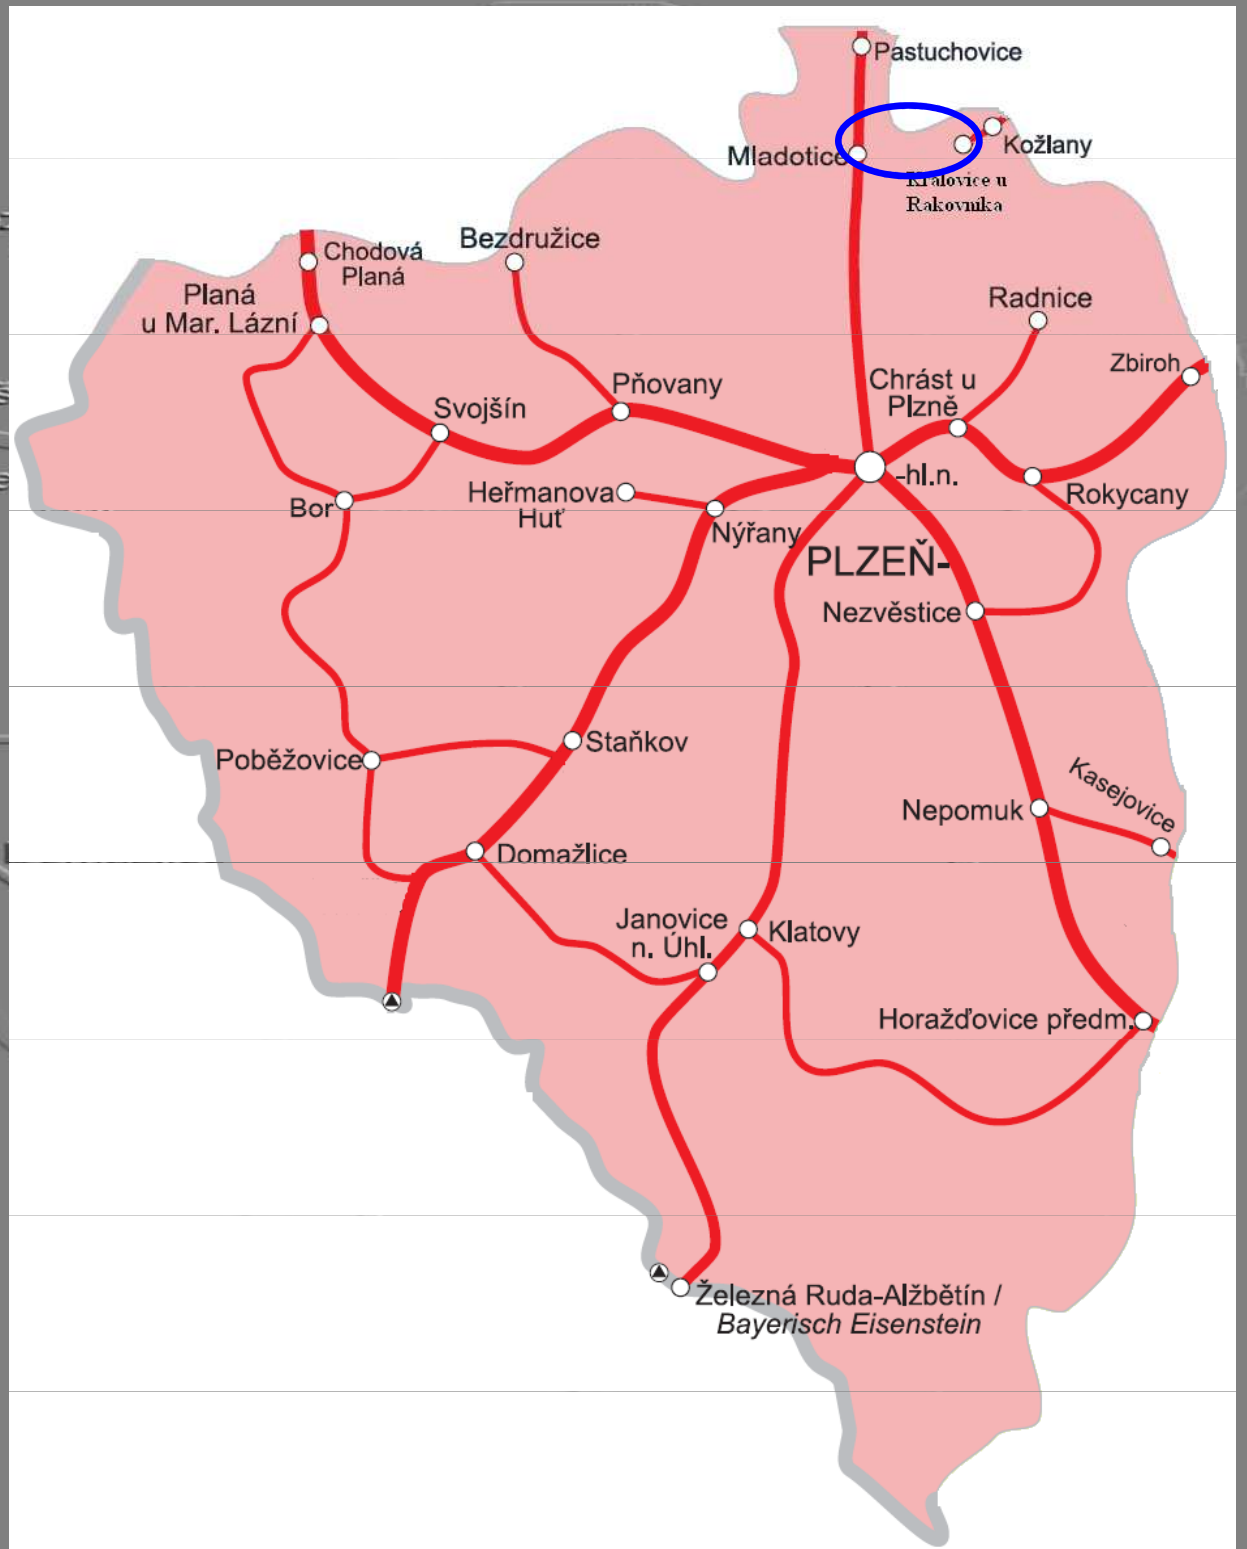 Pastuchovice
Mladotice
Kožlany
Kralovice u
Rakovníka
Bezdružice
Chodová
Planá
Planá
u Mar. Lázní
Radnice
Zbiroh
Chrást u
Plzně
Pňovany
Svojšín
-hl.n.
Rokycany
Heřmanova
Huť
Bor
Nýřany
PLZEŇ-
Nezvěstice
Staňkov
Poběžovice
Kasejovice
Nepomuk
Domažlice
Janovice
n. Úhl.
Klatovy
Horažďovice předm.
Železná Ruda-Alžbětín /
Bayerisch Eisenstein